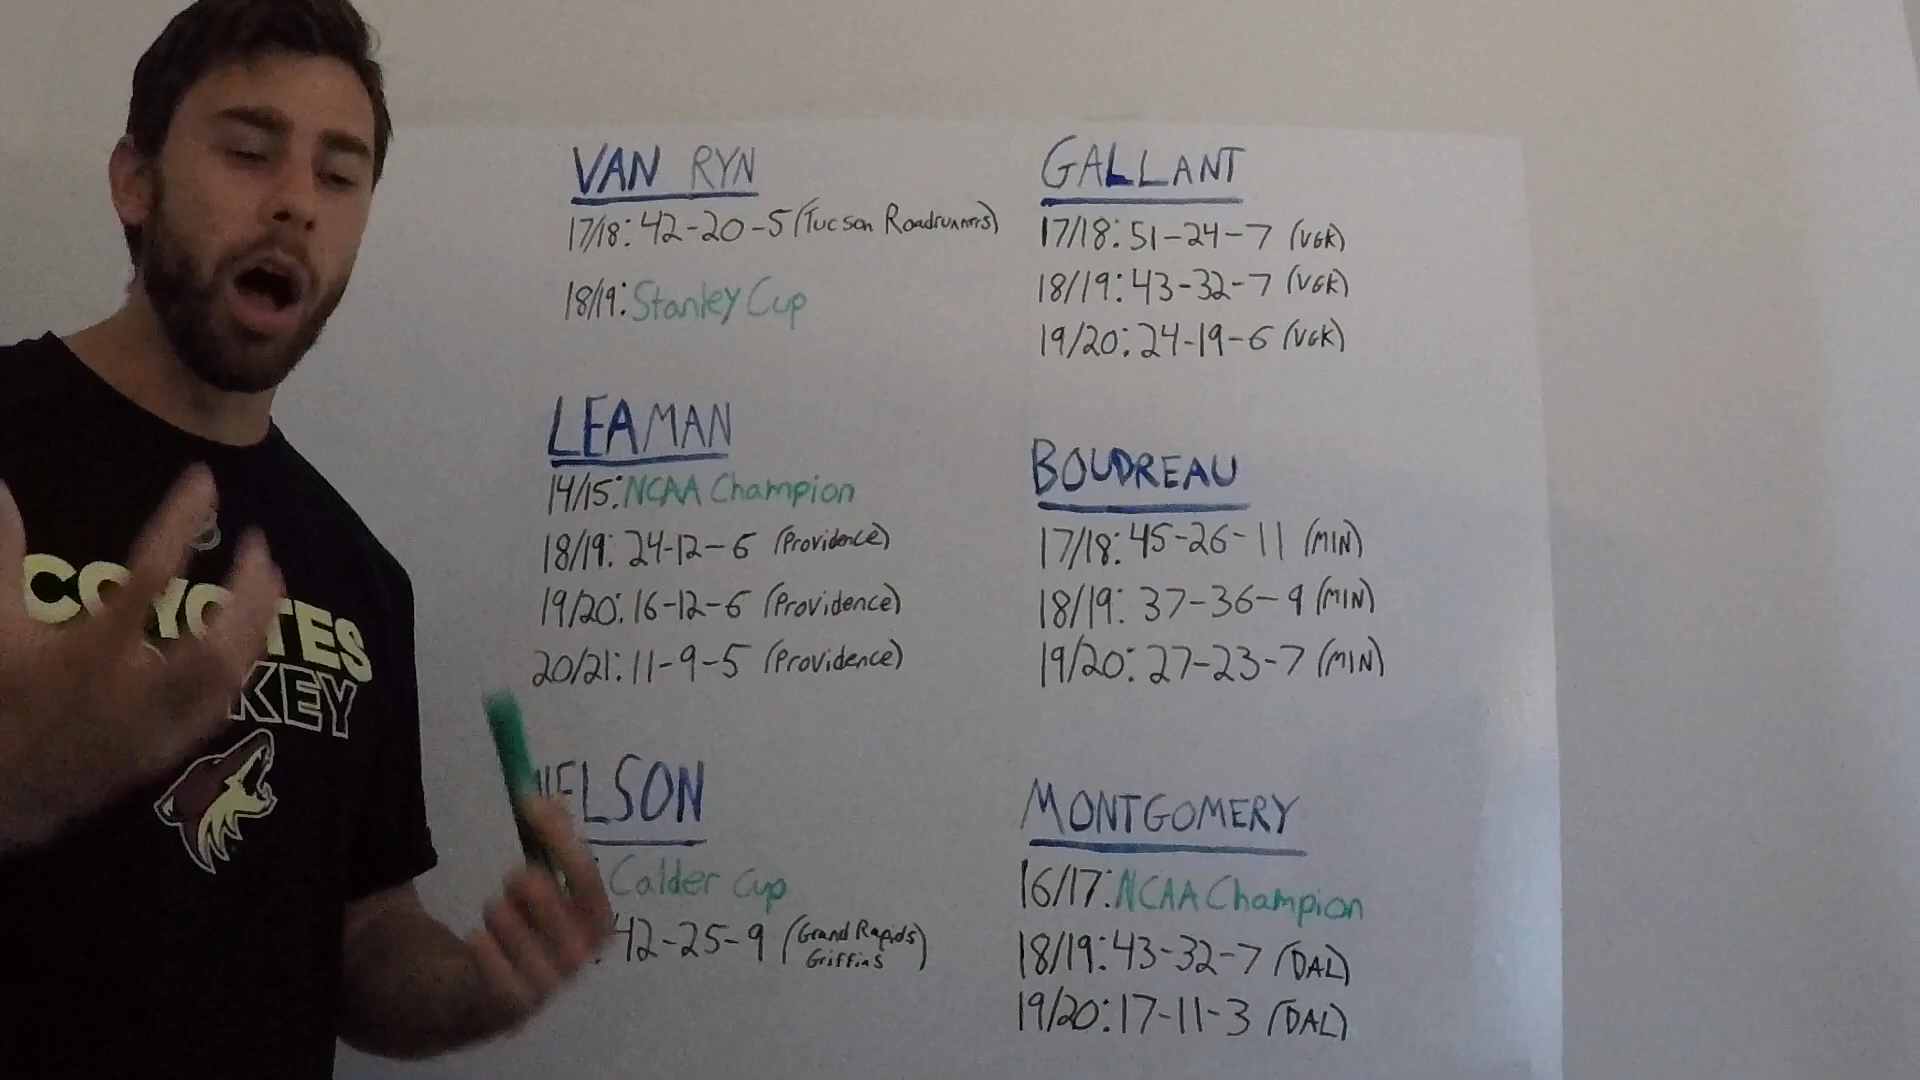 COYOTES
KEY
VAN RYN
17/18: 42-20-5 (Tucson Roadrunners)
18/19: Stanley Cup
LEAMAN
14/15: NCAA Champion
18/19: 24-12-6 (Providence)
19/20: 16-12-6 (Providence)
20/21: 11-9-5 (Providence)
NELSON
Calder Cup
42-25-9 (Grand Rapids Griffins)
GALLANT
17/18: 51-24-7 (VGK)
18/19: 43-32-7 (VGK)
19/20: 24-19-6 (VGK)
BOUDREAU
17/18: 45-26-11 (MIN)
18/19: 37-36-9 (MIN)
19/20: 27-23-7 (MIN)
MONTGOMERY
16/17: NCAA Champion
18/19: 43-32-7 (DAL)
19/20: 17-11-3 (DAL)